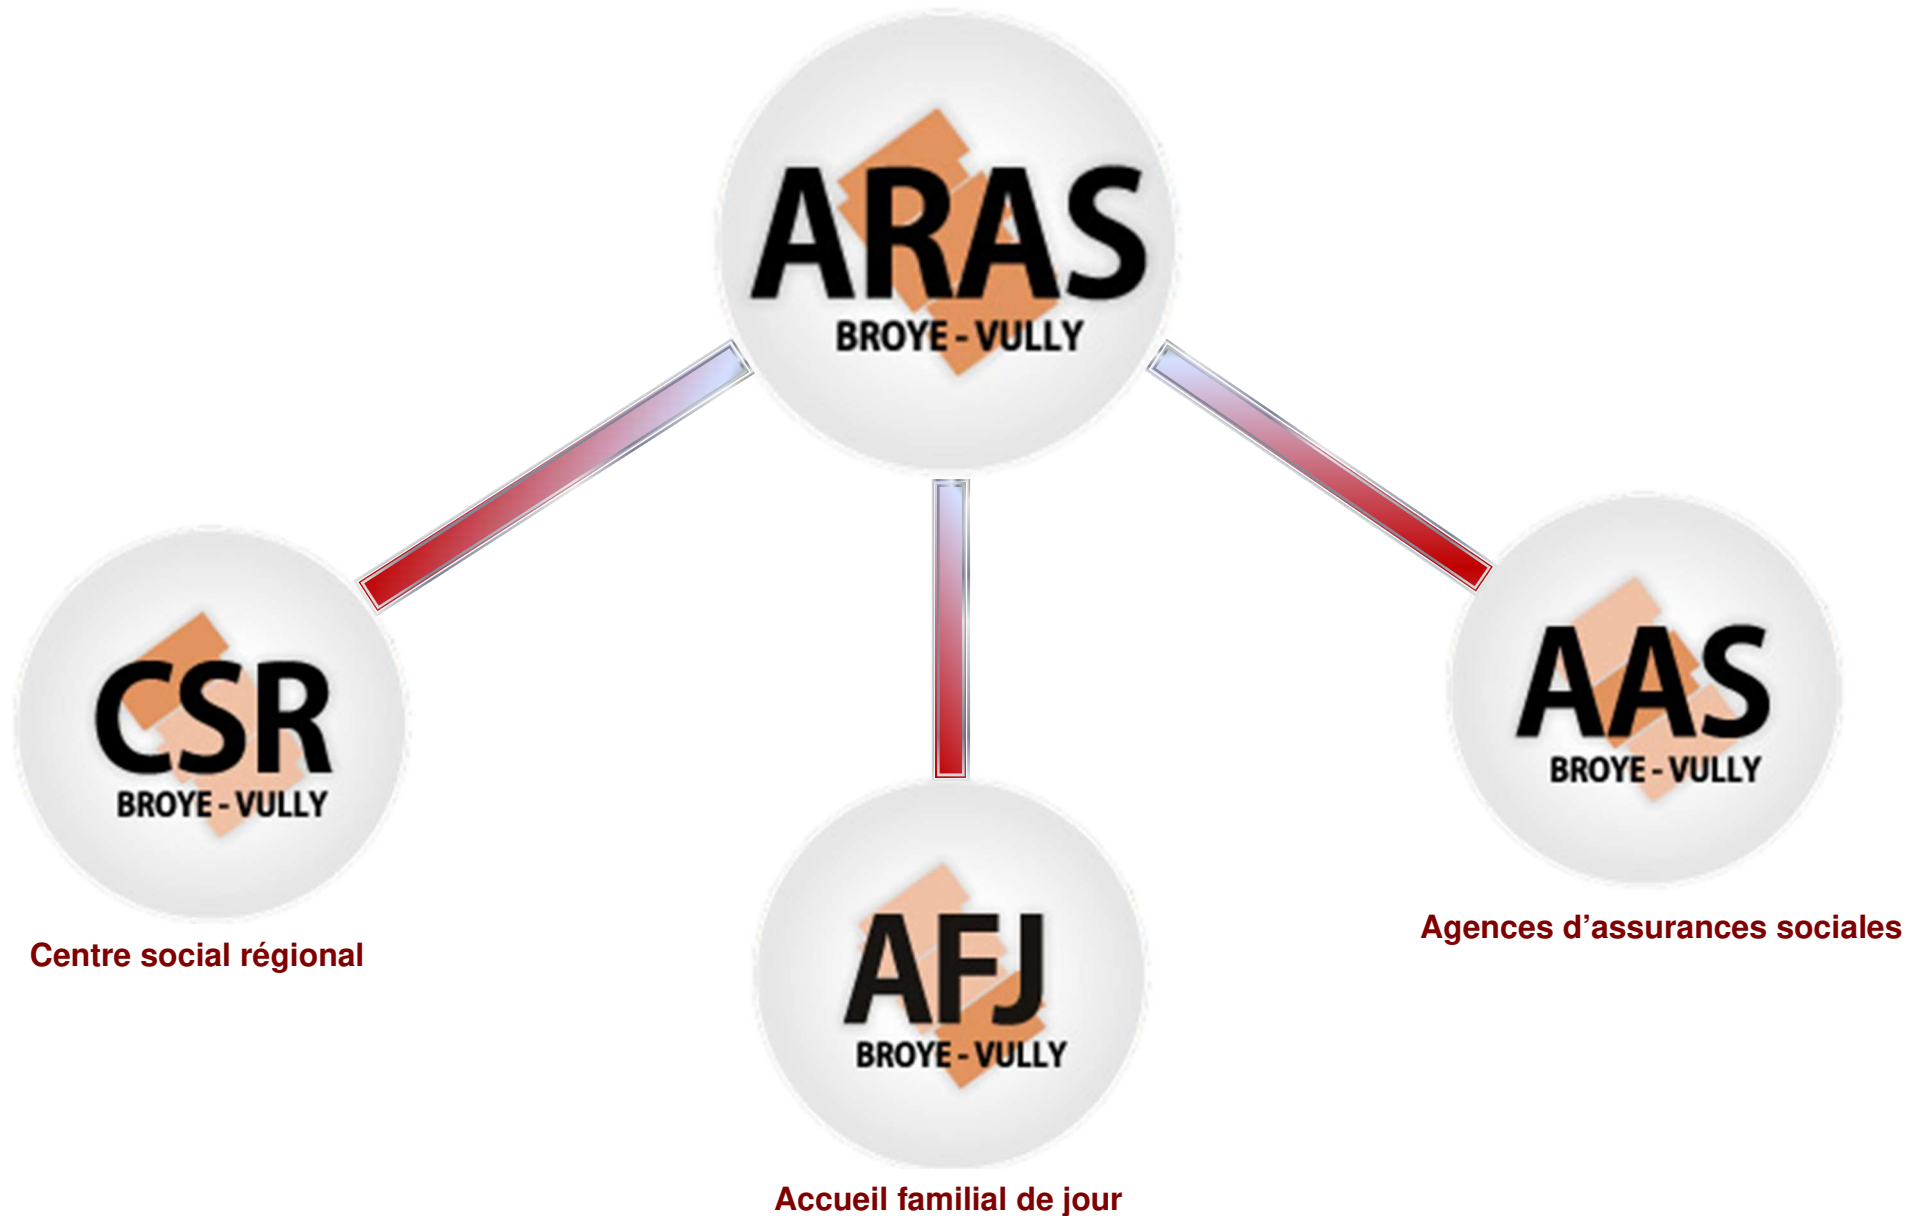 ARAS
BROYE - VULLY
CSR
BROYE - VULLY
Centre social régional
AFJ
BROYE - VULLY
Accueil familial de jour
AAS
BROYE - VULLY
Agences d’assurances sociales